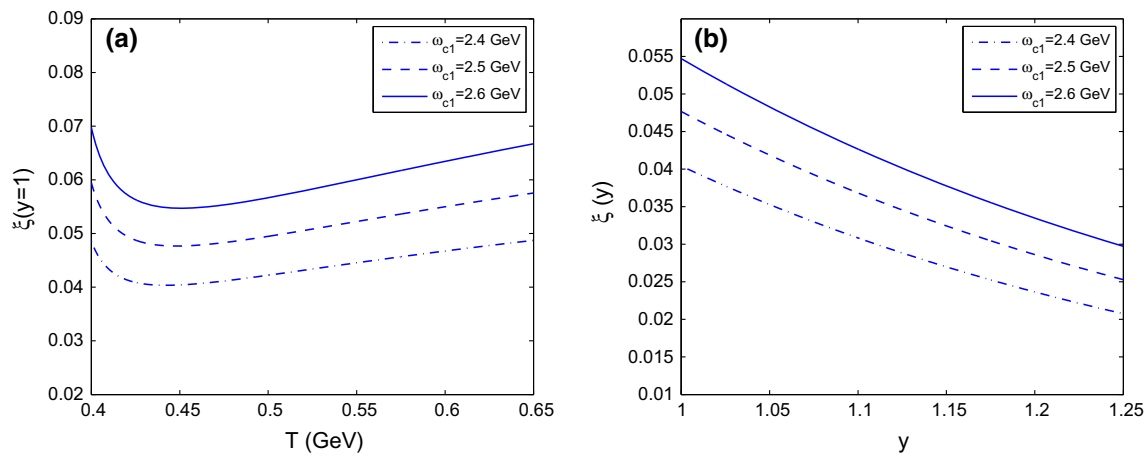 (a)
ω_c1=2.4 GeV
ω_c1=2.5 GeV
ω_c1=2.6 GeV
0.09
0.08
0.07
0.06
0.05
0.04
0.03
0.02
ξ(y=1)
0.4 0.45 0.5 0.55 0.6 0.65
T (GeV)
(b)
ω_c1=2.4 GeV
ω_c1=2.5 GeV
ω_c1=2.6 GeV
0.055
0.05
0.045
0.04
0.035
0.03
0.025
0.02
0.015
0.01
ξ (y)
1 1.05 1.1 1.15 1.2 1.25
y